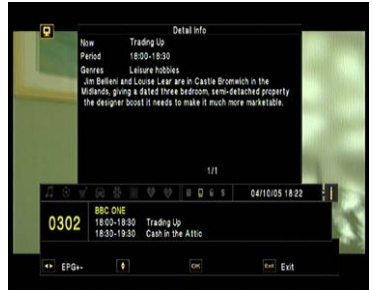 Detail Info
Now Trading Up
Period 18:00-18:30
Genres Leisure hobbies
Jim Belleni and Louise Lear are in Castle Bromwich in the
Midlands, giving a dated three bedroom, semi-detached property
the designer boost it needs to make it much more marketable.
1/1
04/10/05 18:22
0302
BBC ONE
18:00-18:30 Trading Up
18:30-19:30 Cash in the Attic
EPG+-
OK
Exit Exit